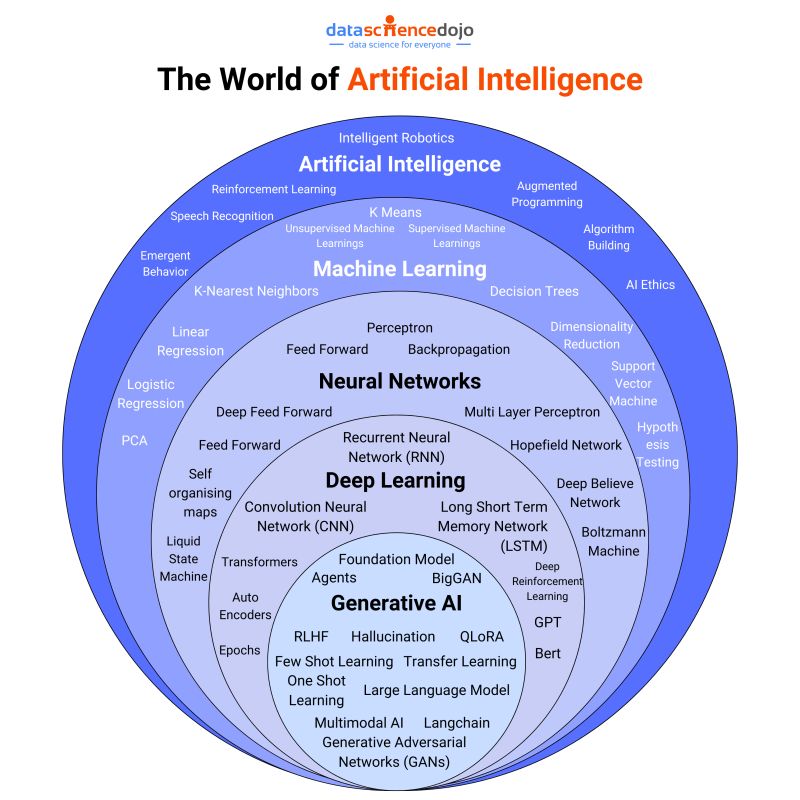 datasciencedojo
data science for everyone
The World of Artificial Intelligence
Intelligent Robotics
Artificial Intelligence
Reinforcement Learning
Augmented
Programming
Speech Recognition
Algorithm
Building
Emergent
Behavior
AI Ethics
K Means
Unsupervised Machine
Learnings
Supervised Machine
Learnings
Machine Learning
K-Nearest Neighbors
Decision Trees
Linear
Regression
Dimensionality
Reduction
Logistic
Regression
Support
Vector
Machine
PCA
Hypoth
esis
Testing
Perceptron
Feed Forward
Backpropagation
Neural Networks
Deep Feed Forward
Multi Layer Perceptron
Feed Forward
Hopefield Network
Self
organising
maps
Deep Believe
Network
Liquid
State
Machine
Boltzmann
Machine
Recurrent Neural
Network (RNN)
Deep Learning
Convolution Neural
Network (CNN)
Long Short Term
Memory Network
(LSTM)
Transformers
Deep
Reinforcement
Learning
Auto
Encoders
GPT
Epochs
Bert
Foundation Model
Agents
BigGAN
Generative AI
RLHF
Hallucination
QLoRA
Few Shot Learning
Transfer Learning
One Shot
Learning
Large Language Model
Multimodal AI
Langchain
Generative Adversarial
Networks (GANs)